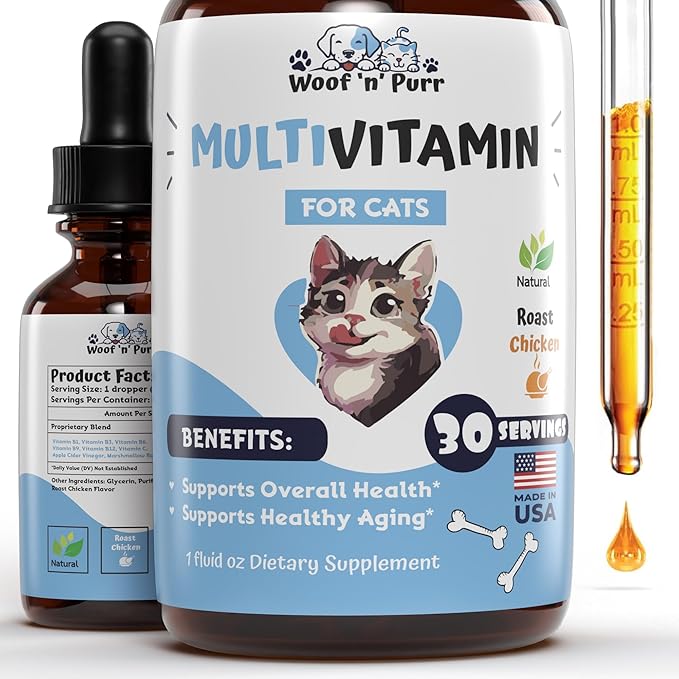 Woof 'n' Purr
MULTIVITAMIN
FOR CATS
Natural
Roast
Chicken
BENEFITS:
30 SERVINGS
Supports Overall Health*
Supports Healthy Aging*
MADE IN
USA
1 fluid oz Dietary Supplement
Woof 'n' Purr
Product Facts
Serving Size: 1 dropper
Servings Per Container:
Amount Per S
Proprietary Blend
Vitamin B1, Vitamin B3, Vitamin B6,
Vitamin B9, Vitamin B12, Vitamin C,
Apple Cider Vinegar, Marshmallow
*Daily Value (DV) Not Established
Other Ingredients: Glycerin,
Roast Chicken Flavor
Natural
Roast
Chicken
1.0
mL
.75
mL
.50
mL
.25